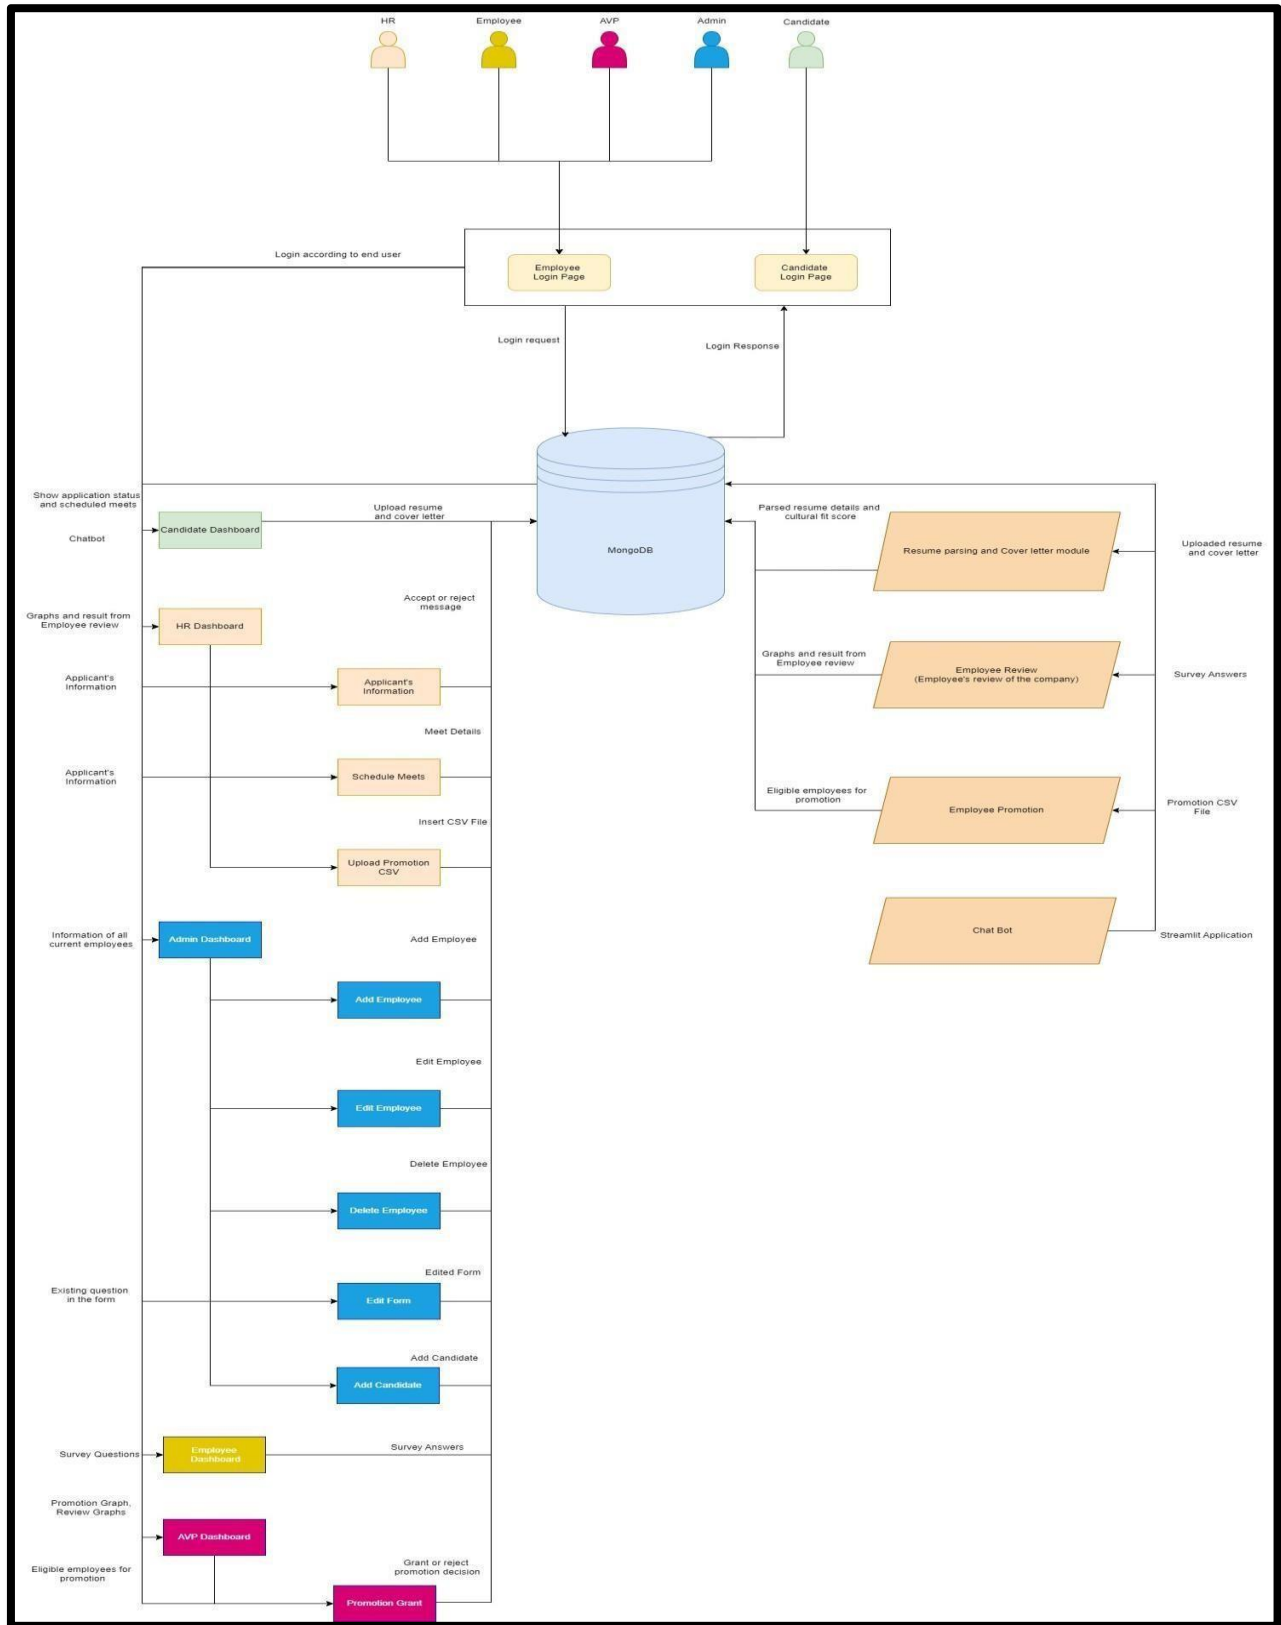 HR
Employee
AVP
Admin
Candidate
Login according to end user
Employee
Login Page
Candidate
Login Page
Login request
Login Response
Show application status
and scheduled meets
Chatbot
Candidate Dashboard
Upload resume
and cover letter
MongoDB
Parsed resume details and
cultural fit score
Resume parsing and Cover letter module
Uploaded resume
and cover letter
Accept or reject
message
Graphs and result from
Employee review
HR Dashboard
Graphs and result from
Employee review
Employee Review
(Employee's review of the company)
Survey Answers
Applicant's
Information
Applicant's
Information
Meet Details
Applicant's
Information
Schedule Meets
Eligible employees for
promotion
Employee Promotion
Promotion CSV
File
Insert CSV File
Upload Promotion
CSV
Information of all
current employees
Admin Dashboard
Add Employee
Chat Bot
Streamlit Application
Add Employee
Edit Employee
Edit Employee
Delete Employee
Delete Employee
Edited Form
Existing question
in the form
Edit Form
Add Candidate
Add Candidate
Survey Questions
Employee
Dashboard
Survey Answers
Promotion Graph,
Review Graphs
AVP Dashboard
Eligible employees for
promotion
Grant or reject
promotion decision
Promotion Grant